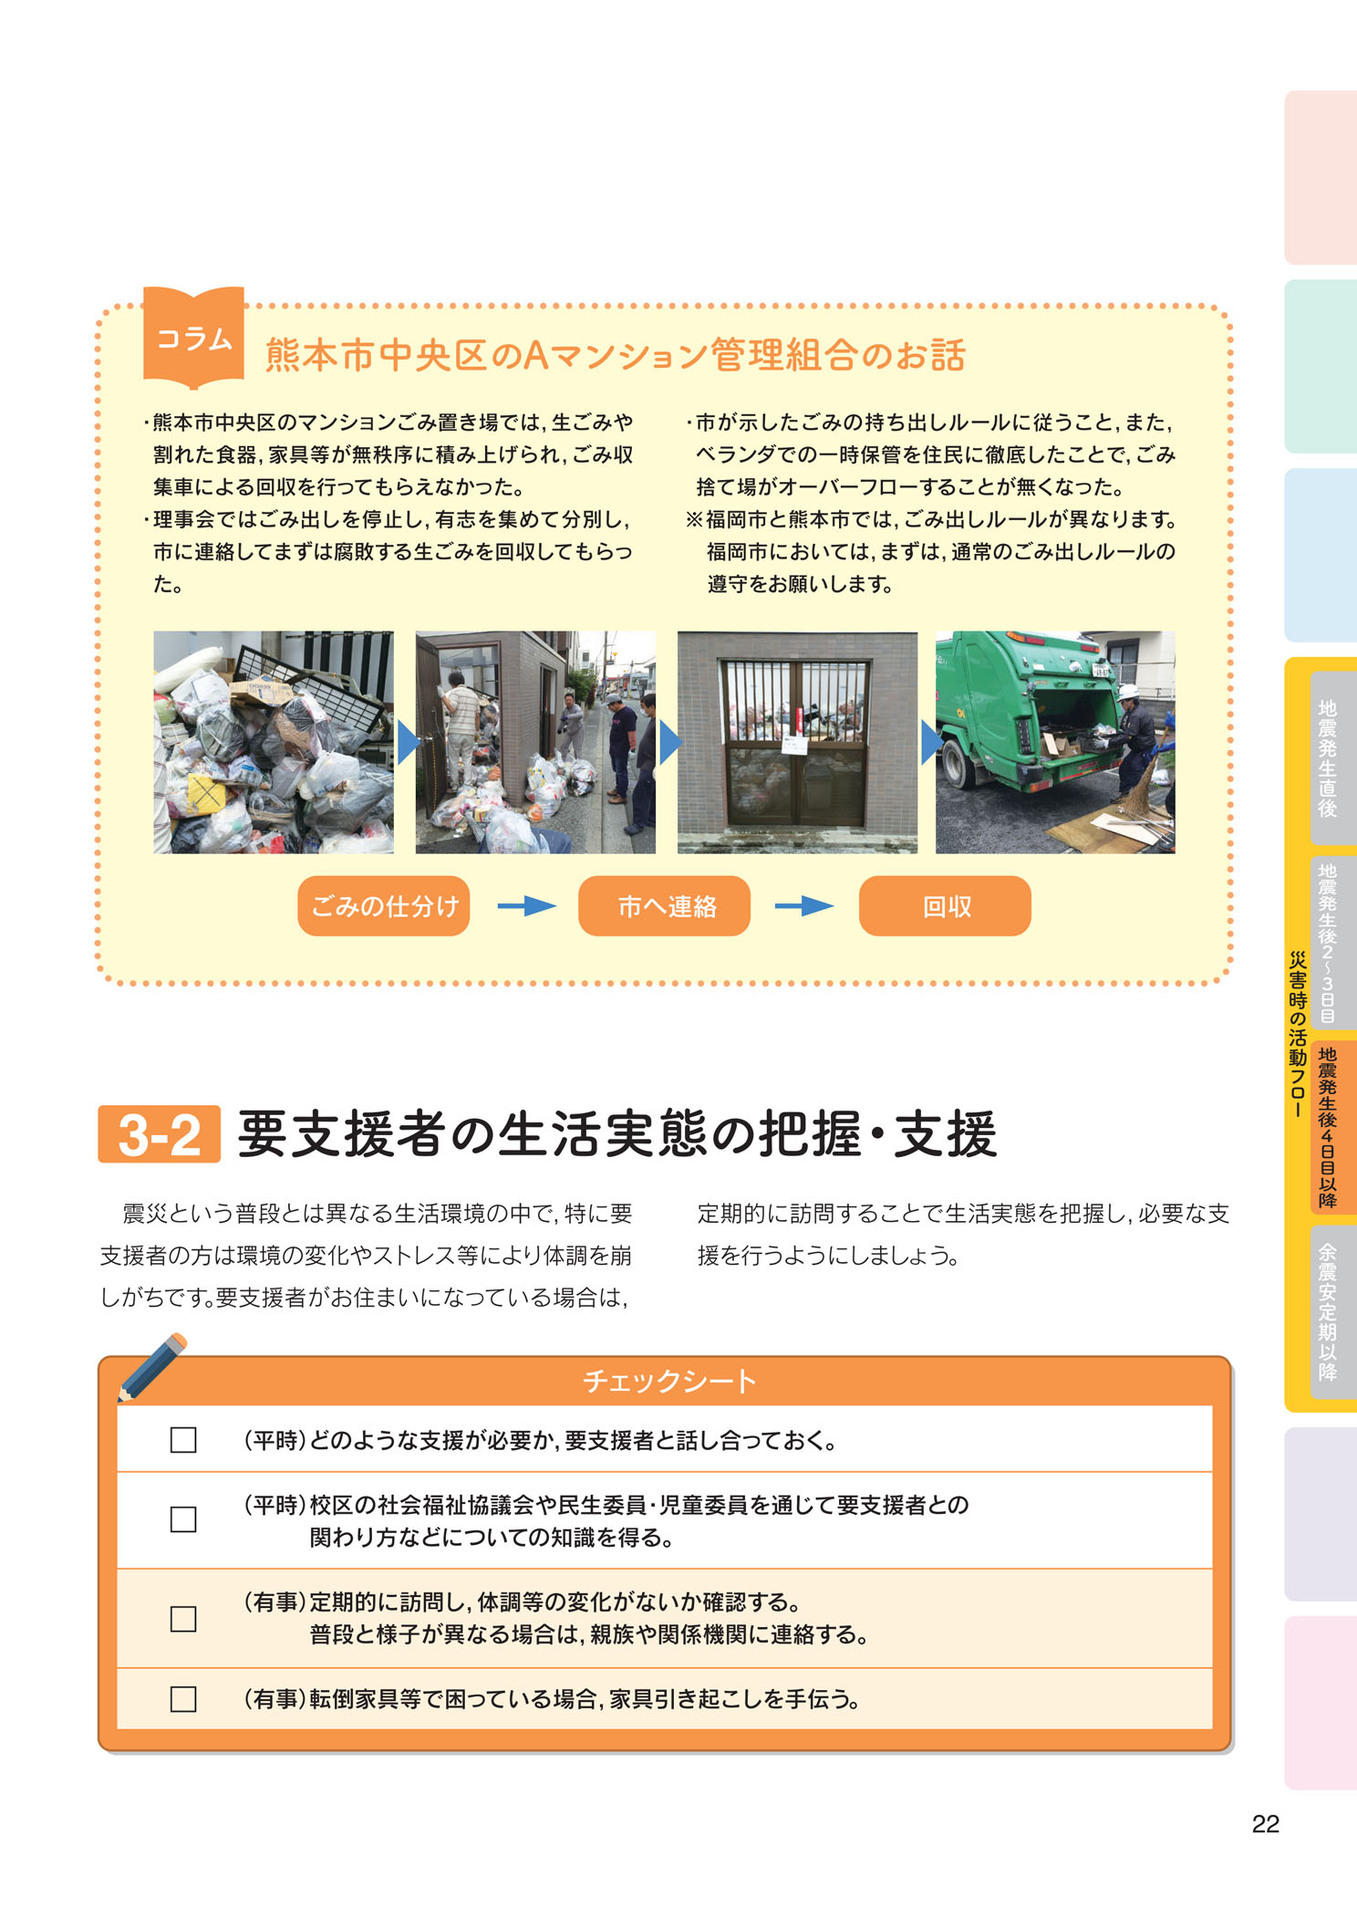 コラム
熊本市中央区のAマンション管理組合のお話
・熊本市中央区のマンションごみ置き場では，生ごみや
割れた食器，家具等が無秩序に積み上げられ，ごみ収
集車による回収を行ってもらえなかった。
・理事会ではごみ出しを停止し，有志を集めて分別し，
市に連絡してまずは腐敗する生ごみを回収してもらっ
た。
・市が示したごみの持ち出しルールに従うこと，また，
ベランダでの一時保管を住民に徹底したことで，ごみ
捨て場がオーバーフローすることが無くなった。
※福岡市と熊本市では，ごみ出しルールが異なります。
福岡市においては，まずは，通常のごみ出しルールの
遵守をお願いします。
ごみの仕分け
市へ連絡
回収
3-2 要支援者の生活実態の把握・支援
震災という普段とは異なる生活環境の中で，特に要
支援者の方は環境の変化やストレス等により体調を崩
しがちです。要支援者がお住まいになっている場合は，
定期的に訪問することで生活実態を把握し，必要な支
援を行うようにしましょう。
チェックシート
□ （平時）どのような支援が必要か，要支援者と話し合っておく。
□ （平時）校区の社会福祉協議会や民生委員・児童委員を通じて要支援者との
関わり方などについての知識を得る。
□ （有事）定期的に訪問し，体調等の変化がないか確認する。
普段と様子が異なる場合は，親族や関係機関に連絡する。
□ （有事）転倒家具等で困っている場合，家具引き起こしを手伝う。
災害時の活動フロー
地震発生直後
地震発生後2〜3日目
地震発生後4日目以降
余震安定期以降
22